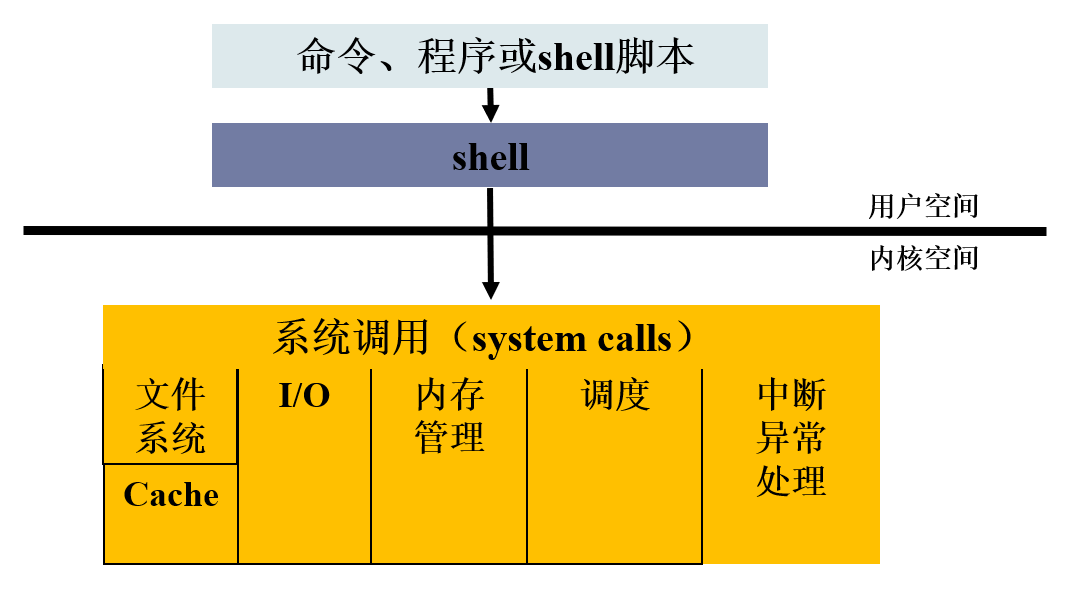 命令、程序或shell脚本
shell
用户空间
内核空间
系统调用（system calls）
文件
系统
Cache
I/O
内存
管理
调度
中断
异常
处理